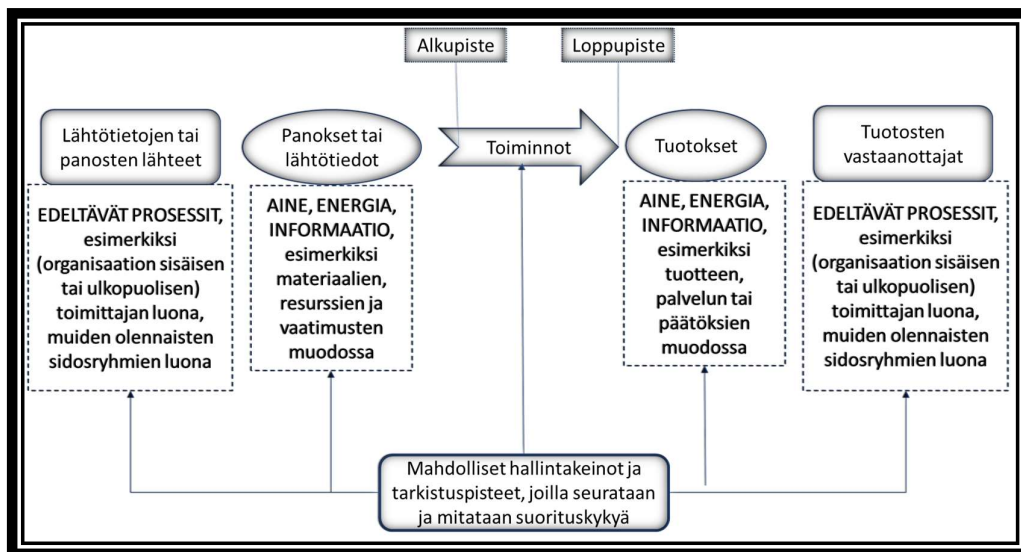 Alkupiste
Loppupiste
Lähtötietojen tai
panosten lähteet
Panokset tai
lähtötiedot
Toiminnot
Tuotokset
Tuotosten
vastaanottajat
EDELTÄVÄT PROSESSIT,
esimerkiksi
(organisaation sisäisen
tai ulkopuolisen)
toimittajan luona,
muiden olennaisten
sidosryhmien luona
AINE, ENERGIA,
INFORMAATIO,
esimerkiksi
materiaalien,
resurssien ja
vaatimusten
muodossa
AINE, ENERGIA,
INFORMAATIO,
esimerkiksi
tuotteen,
palvelun tai
päätöksien
muodossa
EDELTÄVÄT PROSESSIT,
esimerkiksi
(organisaation sisäisen
tai ulkopuolisen)
toimittajan luona,
muiden olennaisten
sidosryhmien luona
Mahdolliset hallintakeinot ja
tarkistuspisteet, joilla seurataan
ja mitataan suorituskykyä